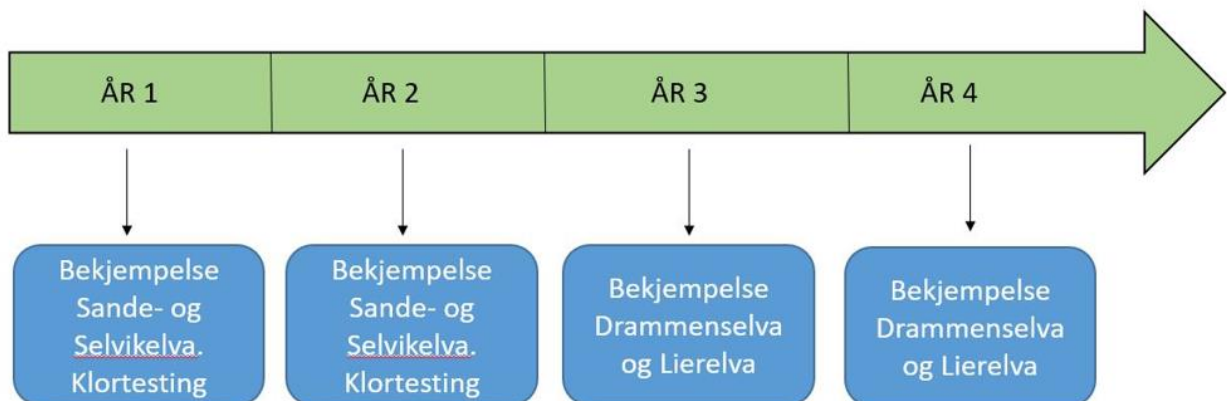 ÅR 1
ÅR 2
ÅR 3
ÅR 4
Bekjempelse
Sande- og
Selvikelva.
Klortesting
Bekjempelse
Sande- og
Selvikelva.
Klortesting
Bekjempelse
Drammenselva
og Lierelva
Bekjempelse
Drammenselva
og Lierelva